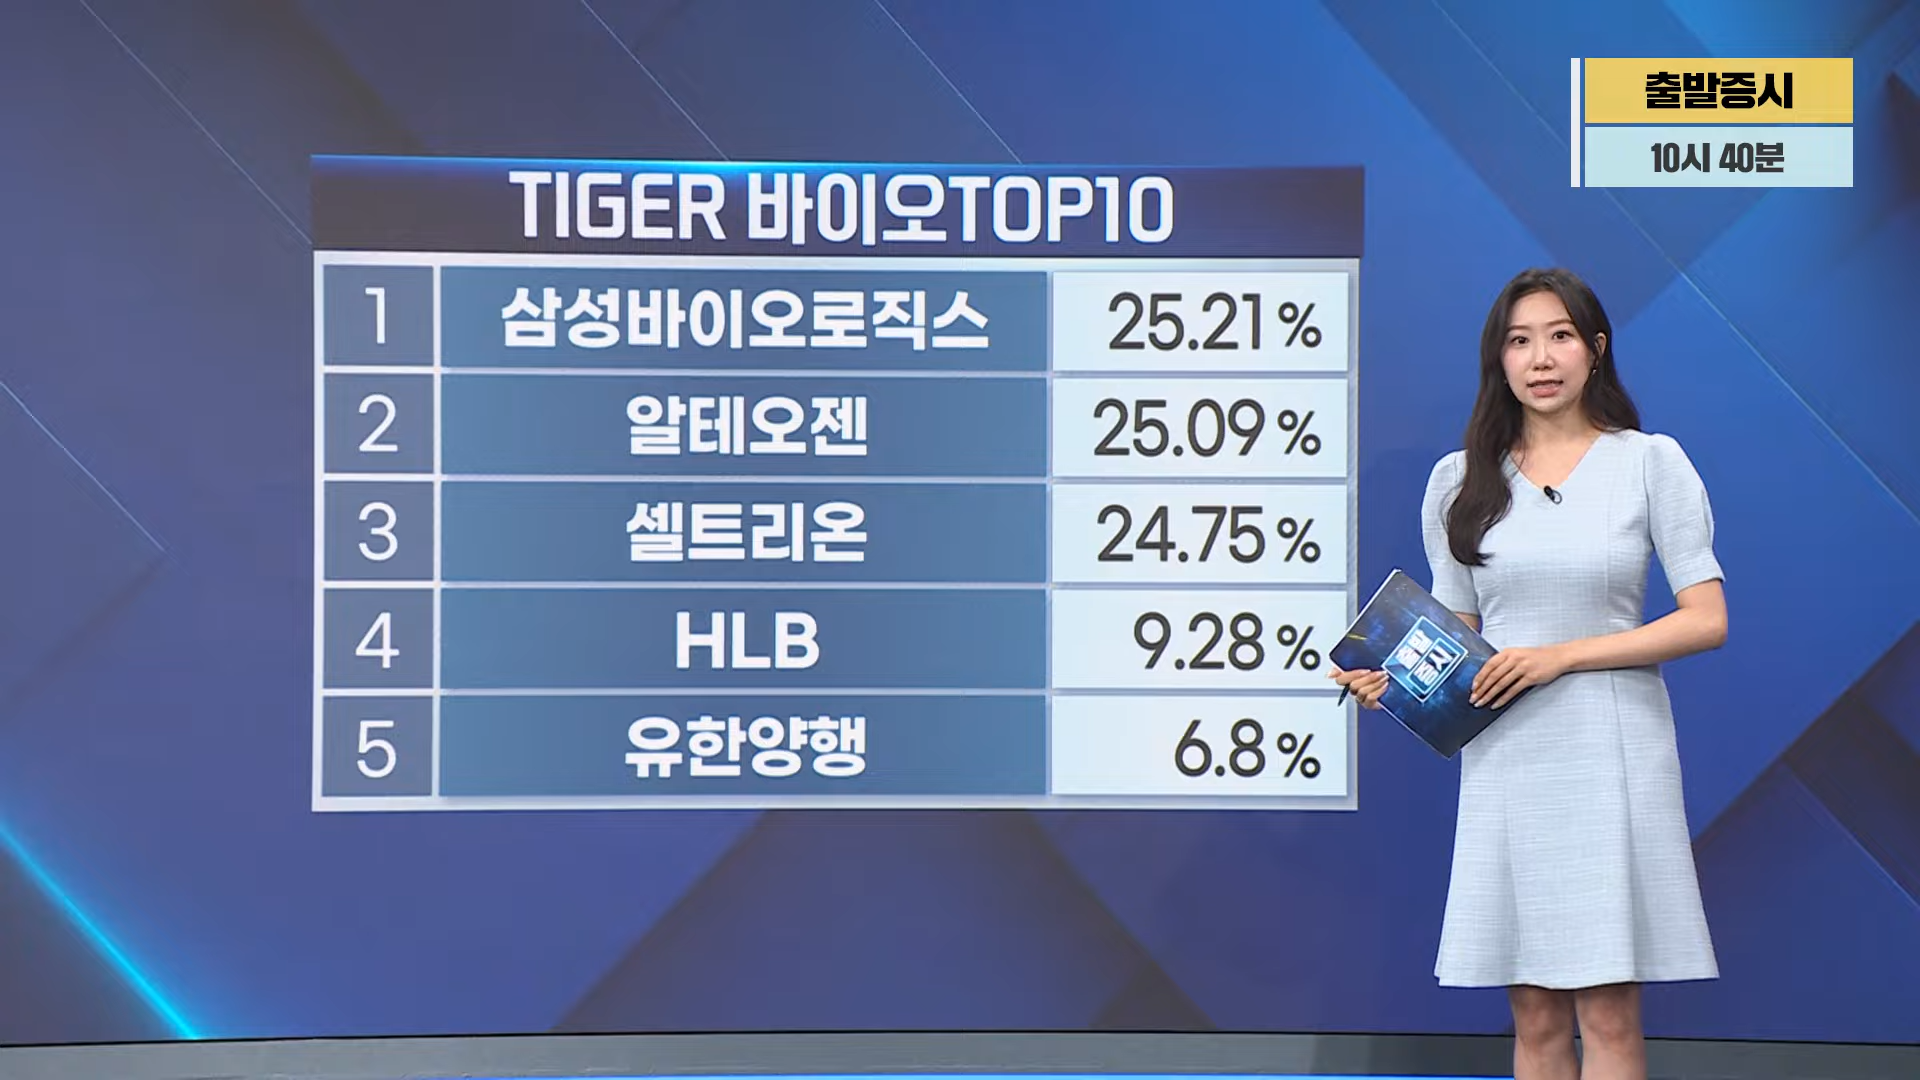 출발증시
10시 40분
TIGER 바이오TOP10
1 삼성바이오로직스 25.21%
2 알테오젠 25.09%
3 셀트리온 24.75%
4 HLB 9.28%
5 유한양행 6.8%